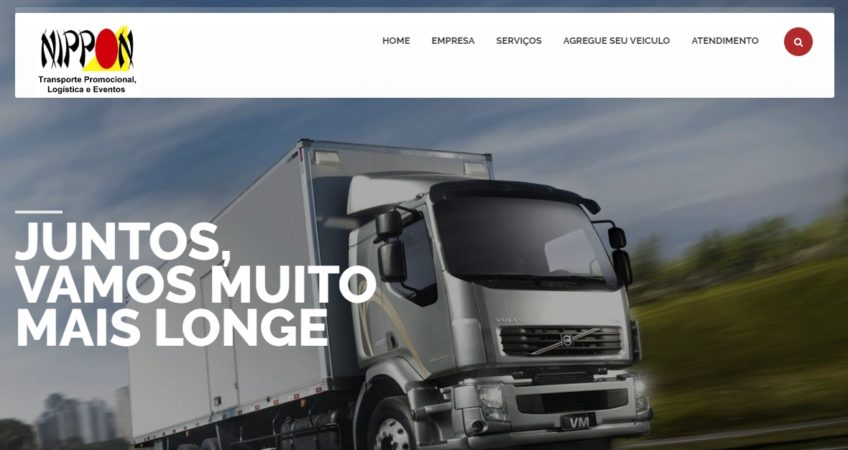 NIPPON
Transporte Promocional,
Logística e Eventos
HOME
EMPRESA
SERVIÇOS
AGREGUE SEU VEICULO
ATENDIMENTO
JUNTOS,
VAMOS MUITO
MAIS LONGE
VOLVO
VM